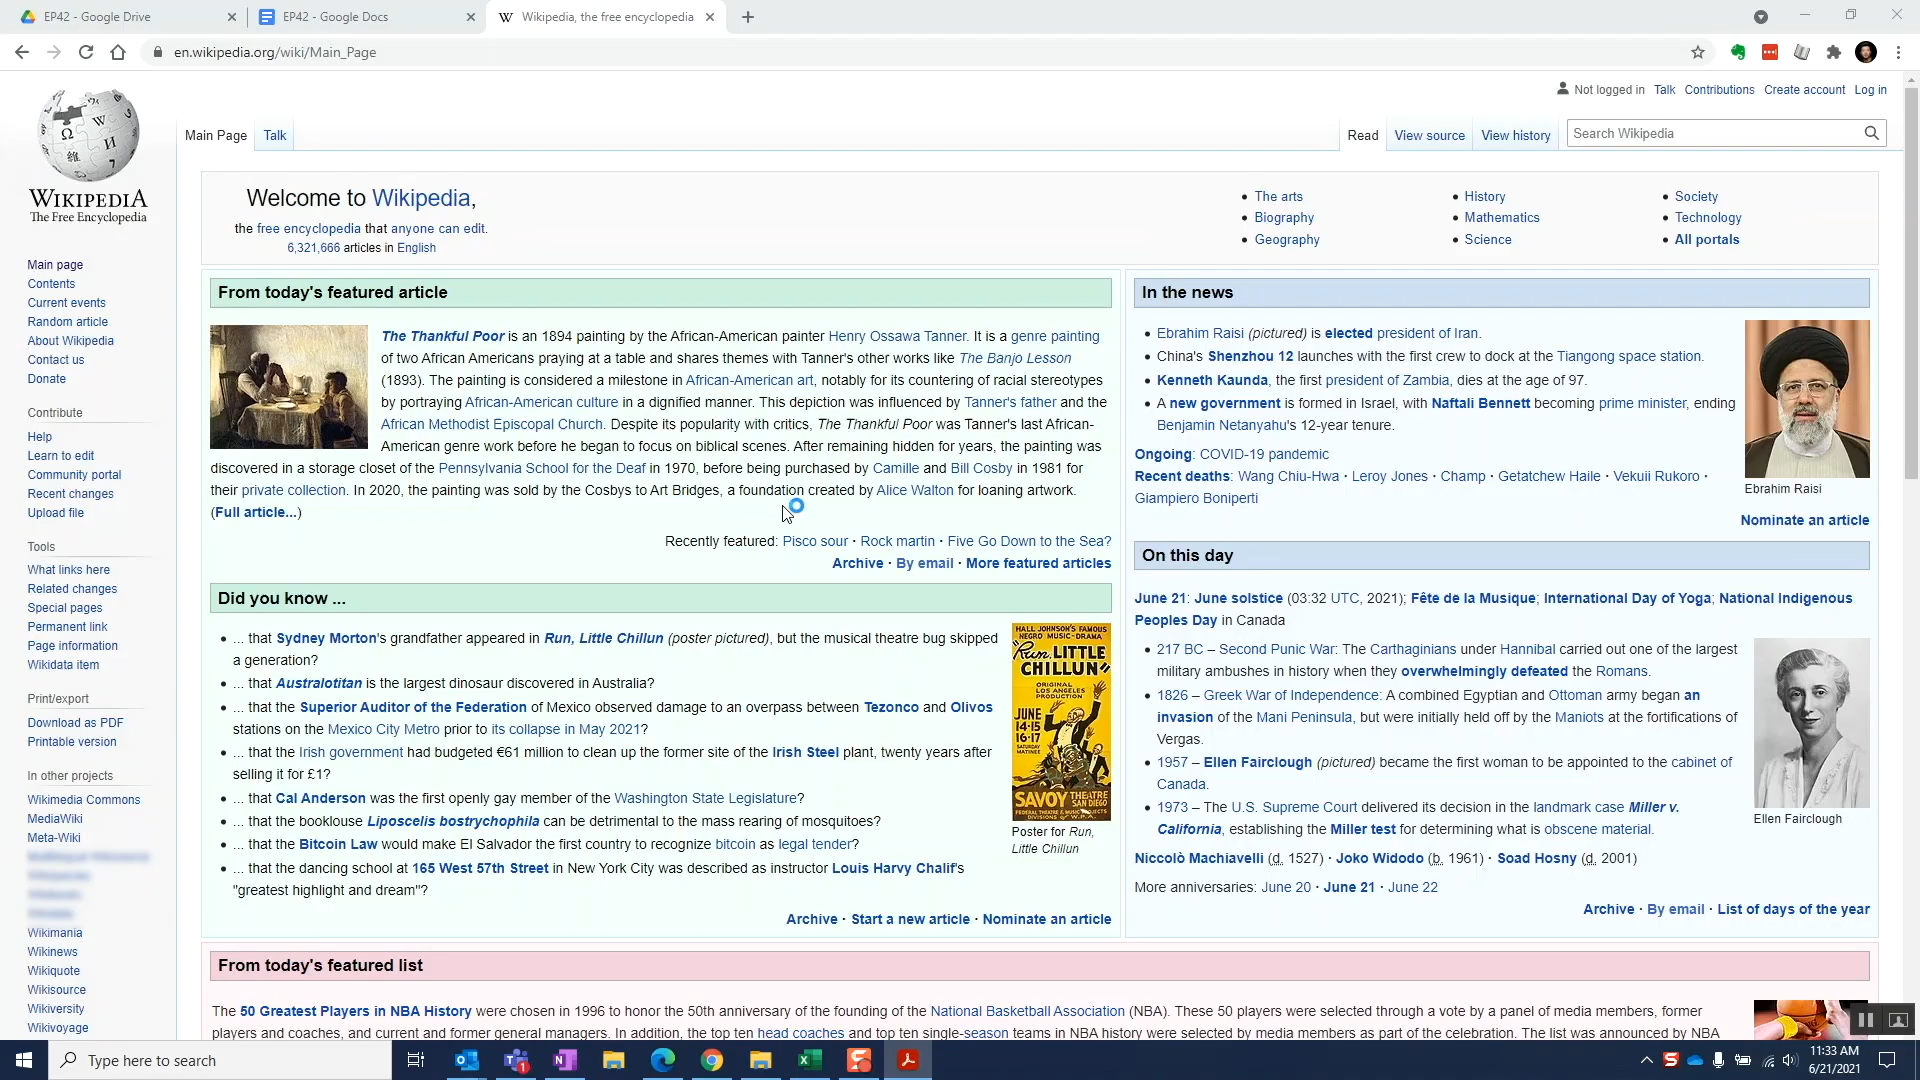 EP42 - Google Drive
EP42 - Google Docs
Wikipedia, the free encyclopedia
en.wikipedia.org/wiki/Main_Page
Not logged in Talk Contributions Create account Log in
Main Page Talk
Read View source View history Search Wikipedia
WIKIPEDIA
The Free Encyclopedia
Main page
Contents
Current events
Random article
About Wikipedia
Contact us
Donate
Contribute
Help
Learn to edit
Community portal
Recent changes
Upload file
Tools
What links here
Related changes
Special pages
Permanent link
Page information
Wikidata item
Print/export
Download as PDF
Printable version
In other projects
Wikimedia Commons
MediaWiki
Meta-Wiki
Wikimania
Wikinews
Wikiquote
Wikisource
Wikiversity
Wikivoyage
Welcome to Wikipedia,
the free encyclopedia that anyone can edit.
6,321,666 articles in English
The arts
Biography
Geography
History
Mathematics
Science
Society
Technology
All portals
From today's featured article
The Thankful Poor is an 1894 painting by the African-American painter Henry Ossawa Tanner. It is a genre painting
of two African Americans praying at a table and shares themes with Tanner's other works like The Banjo Lesson
(1893). The painting is considered a milestone in African-American art, notably for its countering of racial stereotypes
by portraying African-American culture in a dignified manner. This depiction was influenced by Tanner's father and the
African Methodist Episcopal Church. Despite its popularity with critics, The Thankful Poor was Tanner's last African-
American genre work before he began to focus on biblical scenes. After remaining hidden for years, the painting was
discovered in a storage closet of the Pennsylvania School for the Deaf in 1970, before being purchased by Camille and Bill Cosby in 1981 for
their private collection. In 2020, the painting was sold by the Cosbys to Art Bridges, a foundation created by Alice Walton for loaning artwork.
(Full article...)
Recently featured: Pisco sour · Rock martin · Five Go Down to the Sea?
Archive · By email · More featured articles
Did you know ...
... that Sydney Morton's grandfather appeared in Run, Little Chillun (poster pictured), but the musical theatre bug skipped
a generation?
... that Australotitan is the largest dinosaur discovered in Australia?
... that the Superior Auditor of the Federation of Mexico observed damage to an overpass between Tezonco and Olivos
stations on the Mexico City Metro prior to its collapse in May 2021?
... that the Irish government had budgeted €61 million to clean up the former site of the Irish Steel plant, twenty years after
selling it for £1?
... that Cal Anderson was the first openly gay member of the Washington State Legislature?
... that the booklouse Liposcelis bostrychophila can be detrimental to the mass rearing of mosquitoes?
... that the Bitcoin Law would make El Salvador the first country to recognize bitcoin as legal tender?
... that the dancing school at 165 West 57th Street in New York City was described as instructor Louis Harvy Chalif's
"greatest highlight and dream"?
HALL JOHNSON'S FAMOUS
NEGRO MUSIC-DRAMA
"Run, LITTLE
CHILLUN"
ORIGINAL
LOS ANGELES
PRODUCTION
JUNE
14-15
16-17
SATURDAY
MATINEE
SAVOY THEATRE
SAN DIEGO
Poster for Run,
Little Chillun
Archive · Start a new article · Nominate an article
In the news
Ebrahim Raisi (pictured) is elected president of Iran.
China's Shenzhou 12 launches with the first crew to dock at the Tiangong space station.
Kenneth Kaunda, the first president of Zambia, dies at the age of 97.
A new government is formed in Israel, with Naftali Bennett becoming prime minister, ending
Benjamin Netanyahu's 12-year tenure.
Ongoing: COVID-19 pandemic
Recent deaths: Wang Chiu-Hwa · Leroy Jones · Champ · Getatchew Haile · Vekuii Rukoro ·
Giampiero Boniperti
Ebrahim Raisi
Nominate an article
On this day
June 21: June solstice (03:32 UTC, 2021); Fête de la Musique; International Day of Yoga; National Indigenous
Peoples Day in Canada
217 BC – Second Punic War: The Carthaginians under Hannibal carried out one of the largest
military ambushes in history when they overwhelmingly defeated the Romans.
1826 – Greek War of Independence: A combined Egyptian and Ottoman army began an
invasion of the Mani Peninsula, but were initially held off by the Maniots at the fortifications of
Vergas.
1957 – Ellen Fairclough (pictured) became the first woman to be appointed to the cabinet of
Canada.
1973 – The U.S. Supreme Court delivered its decision in the landmark case Miller v.
California, establishing the Miller test for determining what is obscene material.
Ellen Fairclough
Niccolò Machiavelli (d. 1527) · Joko Widodo (b. 1961) · Soad Hosny (d. 2001)
More anniversaries: June 20 · June 21 · June 22
Archive · By email · List of days of the year
From today's featured list
The 50 Greatest Players in NBA History were chosen in 1996 to honor the 50th anniversary of the founding of the National Basketball Association (NBA). These 50 players were selected through a vote by a panel of media members, former
players and coaches, and current and former general managers. In addition, the top ten head coaches and top ten single-season teams in NBA history were selected by media members as part of the celebration. The list was announced by NBA
Type here to search
11:33 AM
6/21/2021